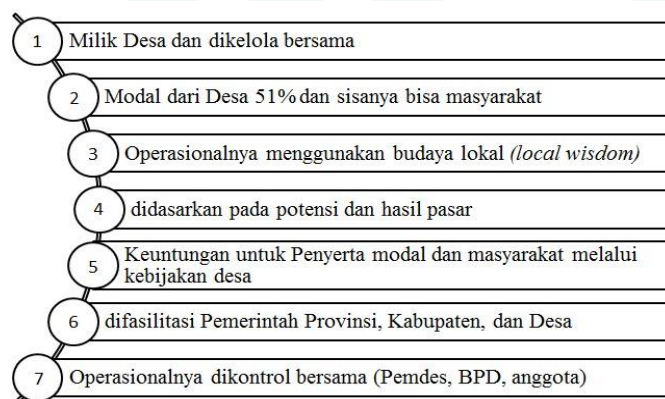 1 Milik Desa dan dikelola bersama
2 Modal dari Desa 51% dan sisanya bisa masyarakat
3 Operasionalnya menggunakan budaya lokal (local wisdom)
4 didasarkan pada potensi dan hasil pasar
5 Keuntungan untuk Penyerta modal dan masyarakat melalui
kebijakan desa
6 difasilitasi Pemerintah Provinsi, Kabupaten, dan Desa
7 Operasionalnya dikontrol bersama (Pemdes, BPD, anggota)